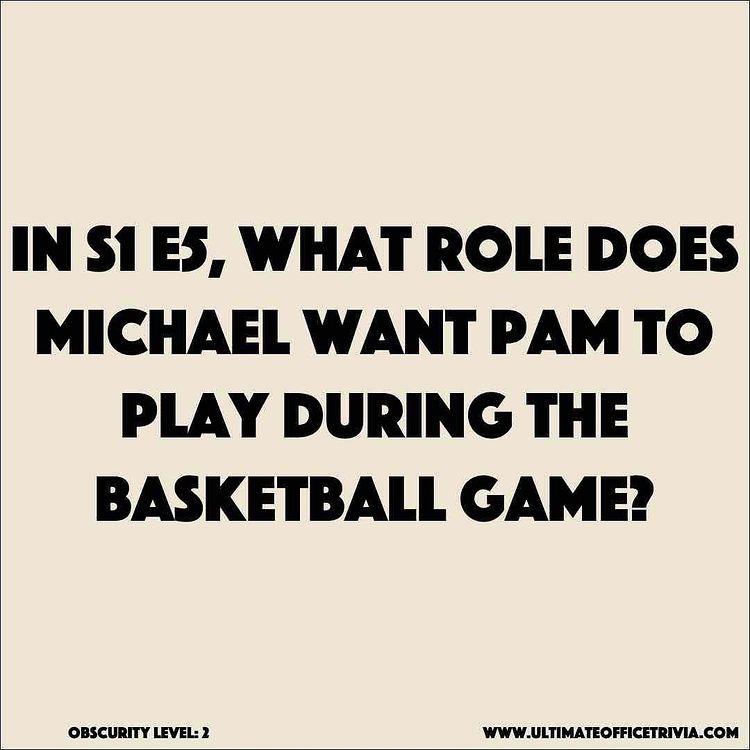 IN S1 E5, WHAT ROLE DOES
MICHAEL WANT PAM TO
PLAY DURING THE
BASKETBALL GAME?
OBSCURITY LEVEL: 2
WWW.ULTIMATEOFFICETRIVIA.COM